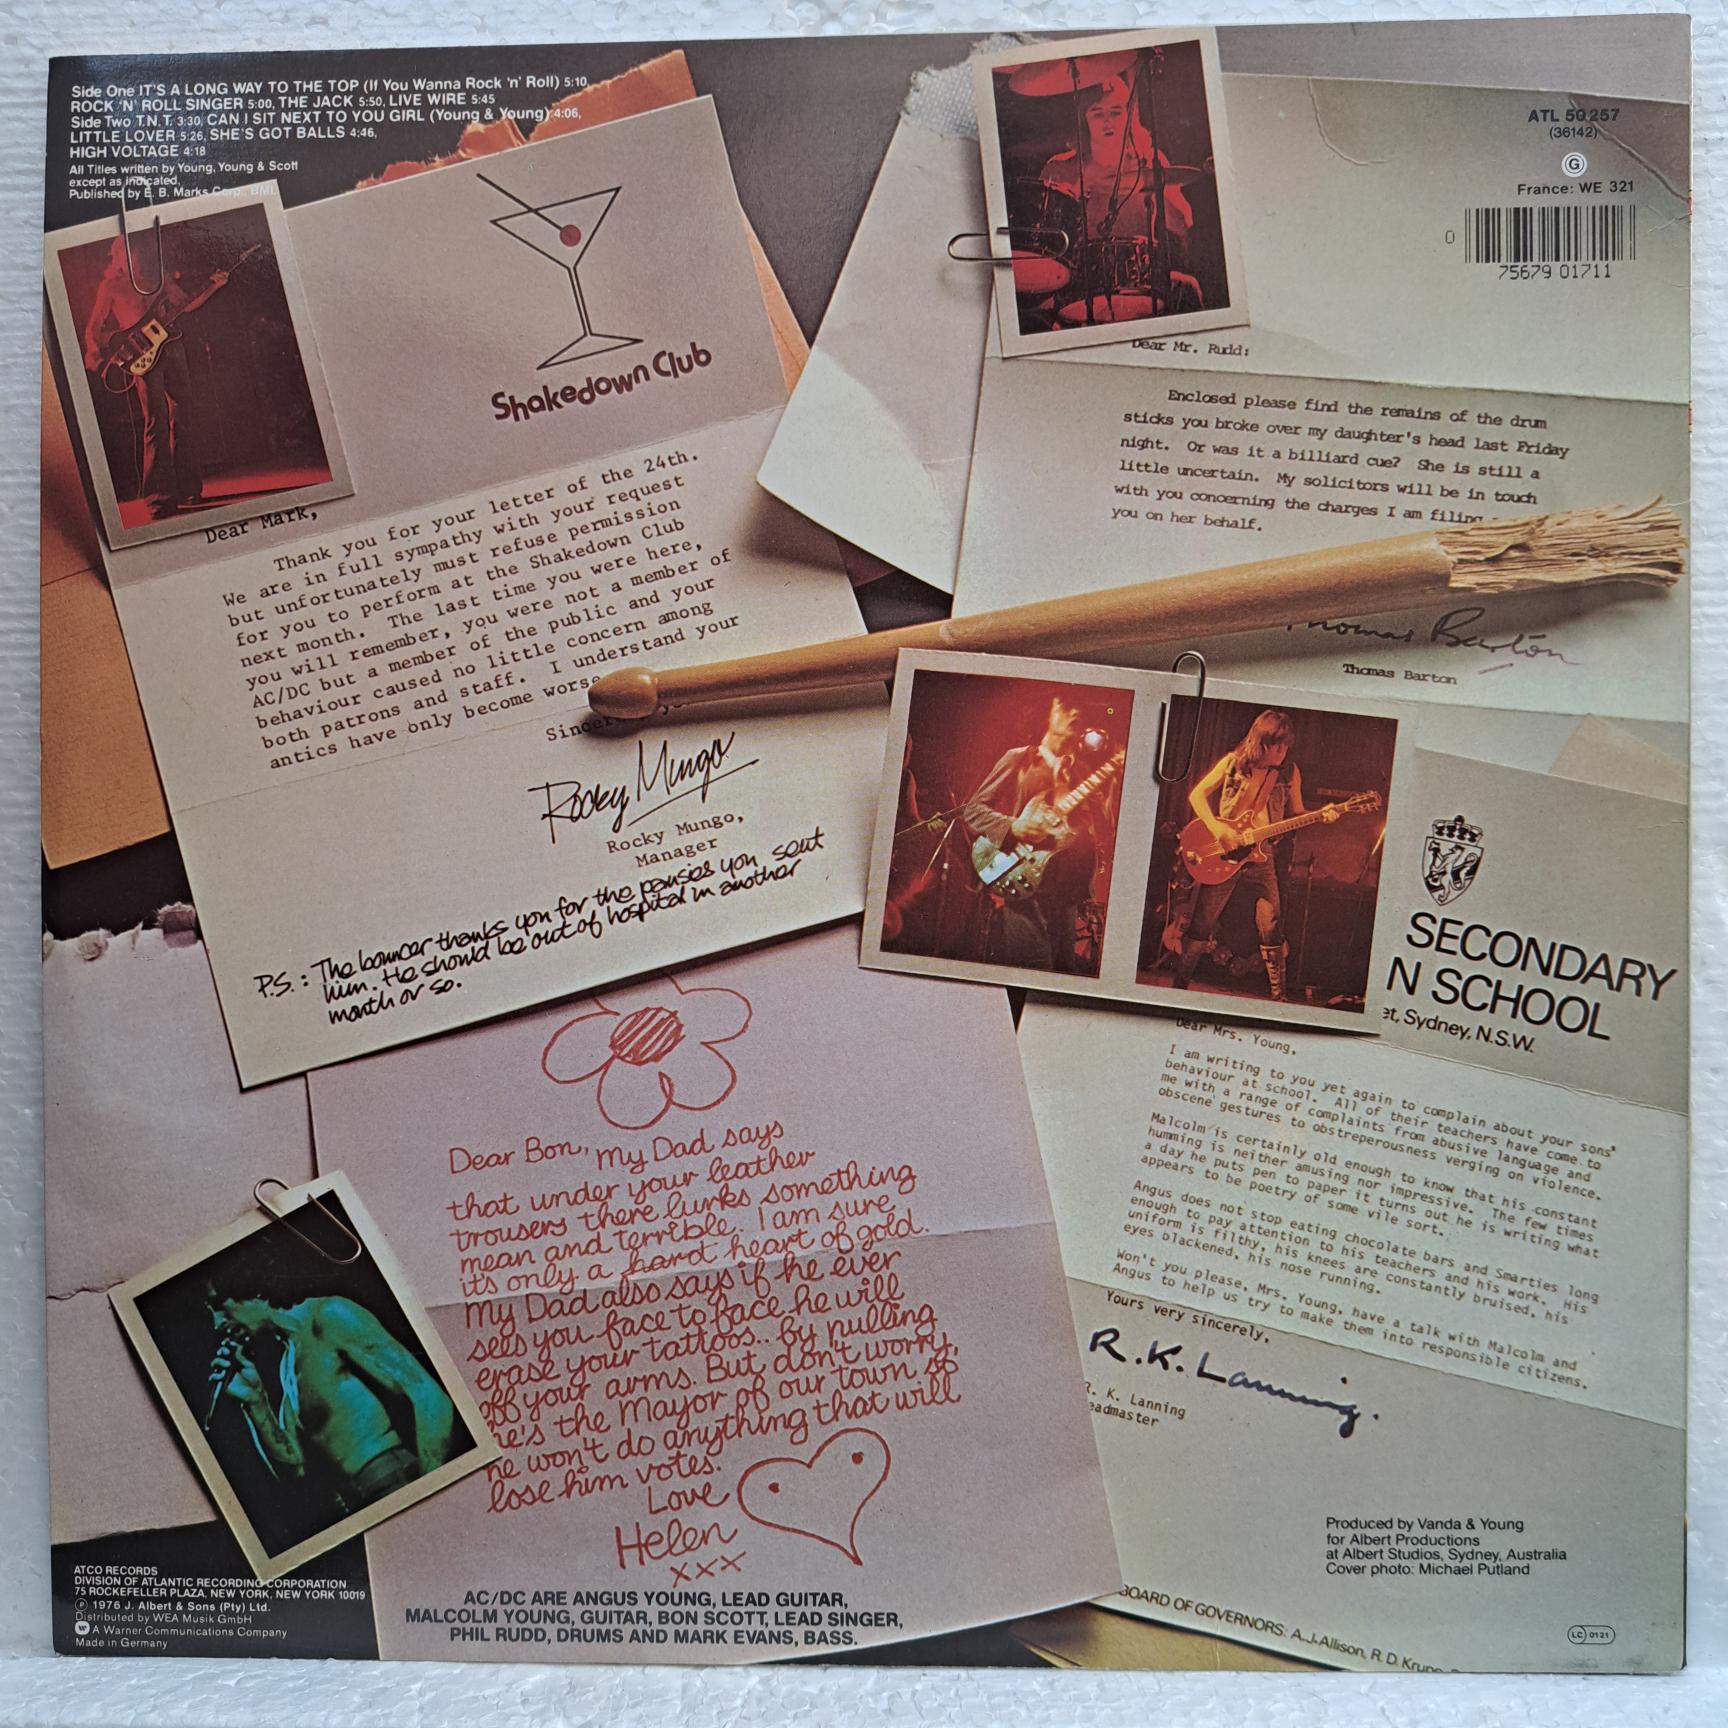 Side One IT'S A LONG WAY TO THE TOP (If You Wanna Rock 'n' Roll) 5:10,
ROCK 'N' ROLL SINGER 5:00, THE JACK 5:50, LIVE WIRE 5:45
Side Two T.N.T. 3:30, CAN I SIT NEXT TO YOU GIRL (Young & Young) 4:06,
LITTLE LOVER 5:26, SHE'S GOT BALLS 4:46,
HIGH VOLTAGE 4:18
All Titles written by Young, Young & Scott
except as indicated,
Published by E. B. Marks Corp., BMI.
ATL 50 257
(36142)
G
France: WE 321
0
75679 01711
Shakedown Club
Dear Mark,
Thank you for your letter of the 24th.
We are in full sympathy with your request
but unfortunately must refuse permission
for you to perform at the Shakedown Club
next month. The last time you were here,
you will remember, you were not a member of
AC/DC but a member of the public and your
behaviour caused no little concern among
both patrons and staff. I understand your
antics have only become worse
Rocky Mungo
Rocky Mungo,
Manager
P.S.: The bouncer thanks you for the pansies you sent
him. He should be out of hospital in another
month or so.
Dear Mr. Rudd:
Enclosed please find the remains of the drum
sticks you broke over my daughter's head last Friday
night. Or was it a billiard cue? She is still a
little uncertain. My solicitors will be in touch
with you concerning the charges I am filing
you on her behalf.
Thomas Barton
Thomas Barton
SECONDARY
N SCHOOL
et, Sydney, N.S.W.
Dear Mrs. Young,
I am writing to you yet again to complain about your sons'
behaviour at school. All of their teachers have come to
me with a range of complaints from abusive language and
obscene gestures to obstreperousness verging on violence.
Malcolm is certainly old enough to know that his constant
humming is neither amusing nor impressive. The few times
a day he puts pen to paper it turns out he is writing what
appears to be poetry of some vile sort.
Angus does not stop eating chocolate bars and Smarties long
enough to pay attention to his teachers and his work. His
uniform is filthy, his knees are constantly bruised, his
eyes blackened, his nose running.
Won't you please, Mrs. Young, have a talk with Malcolm and
Angus to help us try to make them into responsible citizens.
Yours very sincerely,
R.K. Lanning.
R. K. Lanning
eadmaster
Dear Bon, My Dad says
that under your leather
trousers there lurks something
mean and terrible. I am sure
it's only a hard heart of gold.
My Dad also says if he ever
sees you face to face he will
erase your tattoos.. by pulling
off your arms. But don't worry,
he's the Mayor of our town so
he won't do anything that will
lose him votes.
Love
Helen
xxx
AC/DC ARE ANGUS YOUNG, LEAD GUITAR,
MALCOLM YOUNG, GUITAR, BON SCOTT, LEAD SINGER,
PHIL RUDD, DRUMS AND MARK EVANS, BASS.
ATCO RECORDS
DIVISION OF ATLANTIC RECORDING CORPORATION
75 ROCKEFELLER PLAZA, NEW YORK, NEW YORK 10019
℗ 1976 J. Albert & Sons (Pty) Ltd.
Distributed by WEA Musik GmbH
A Warner Communications Company
Made in Germany
Produced by Vanda & Young
for Albert Productions
at Albert Studios, Sydney, Australia
Cover photo: Michael Putland
BOARD OF GOVERNORS: A.J. Allison, R. D.
LC 0121